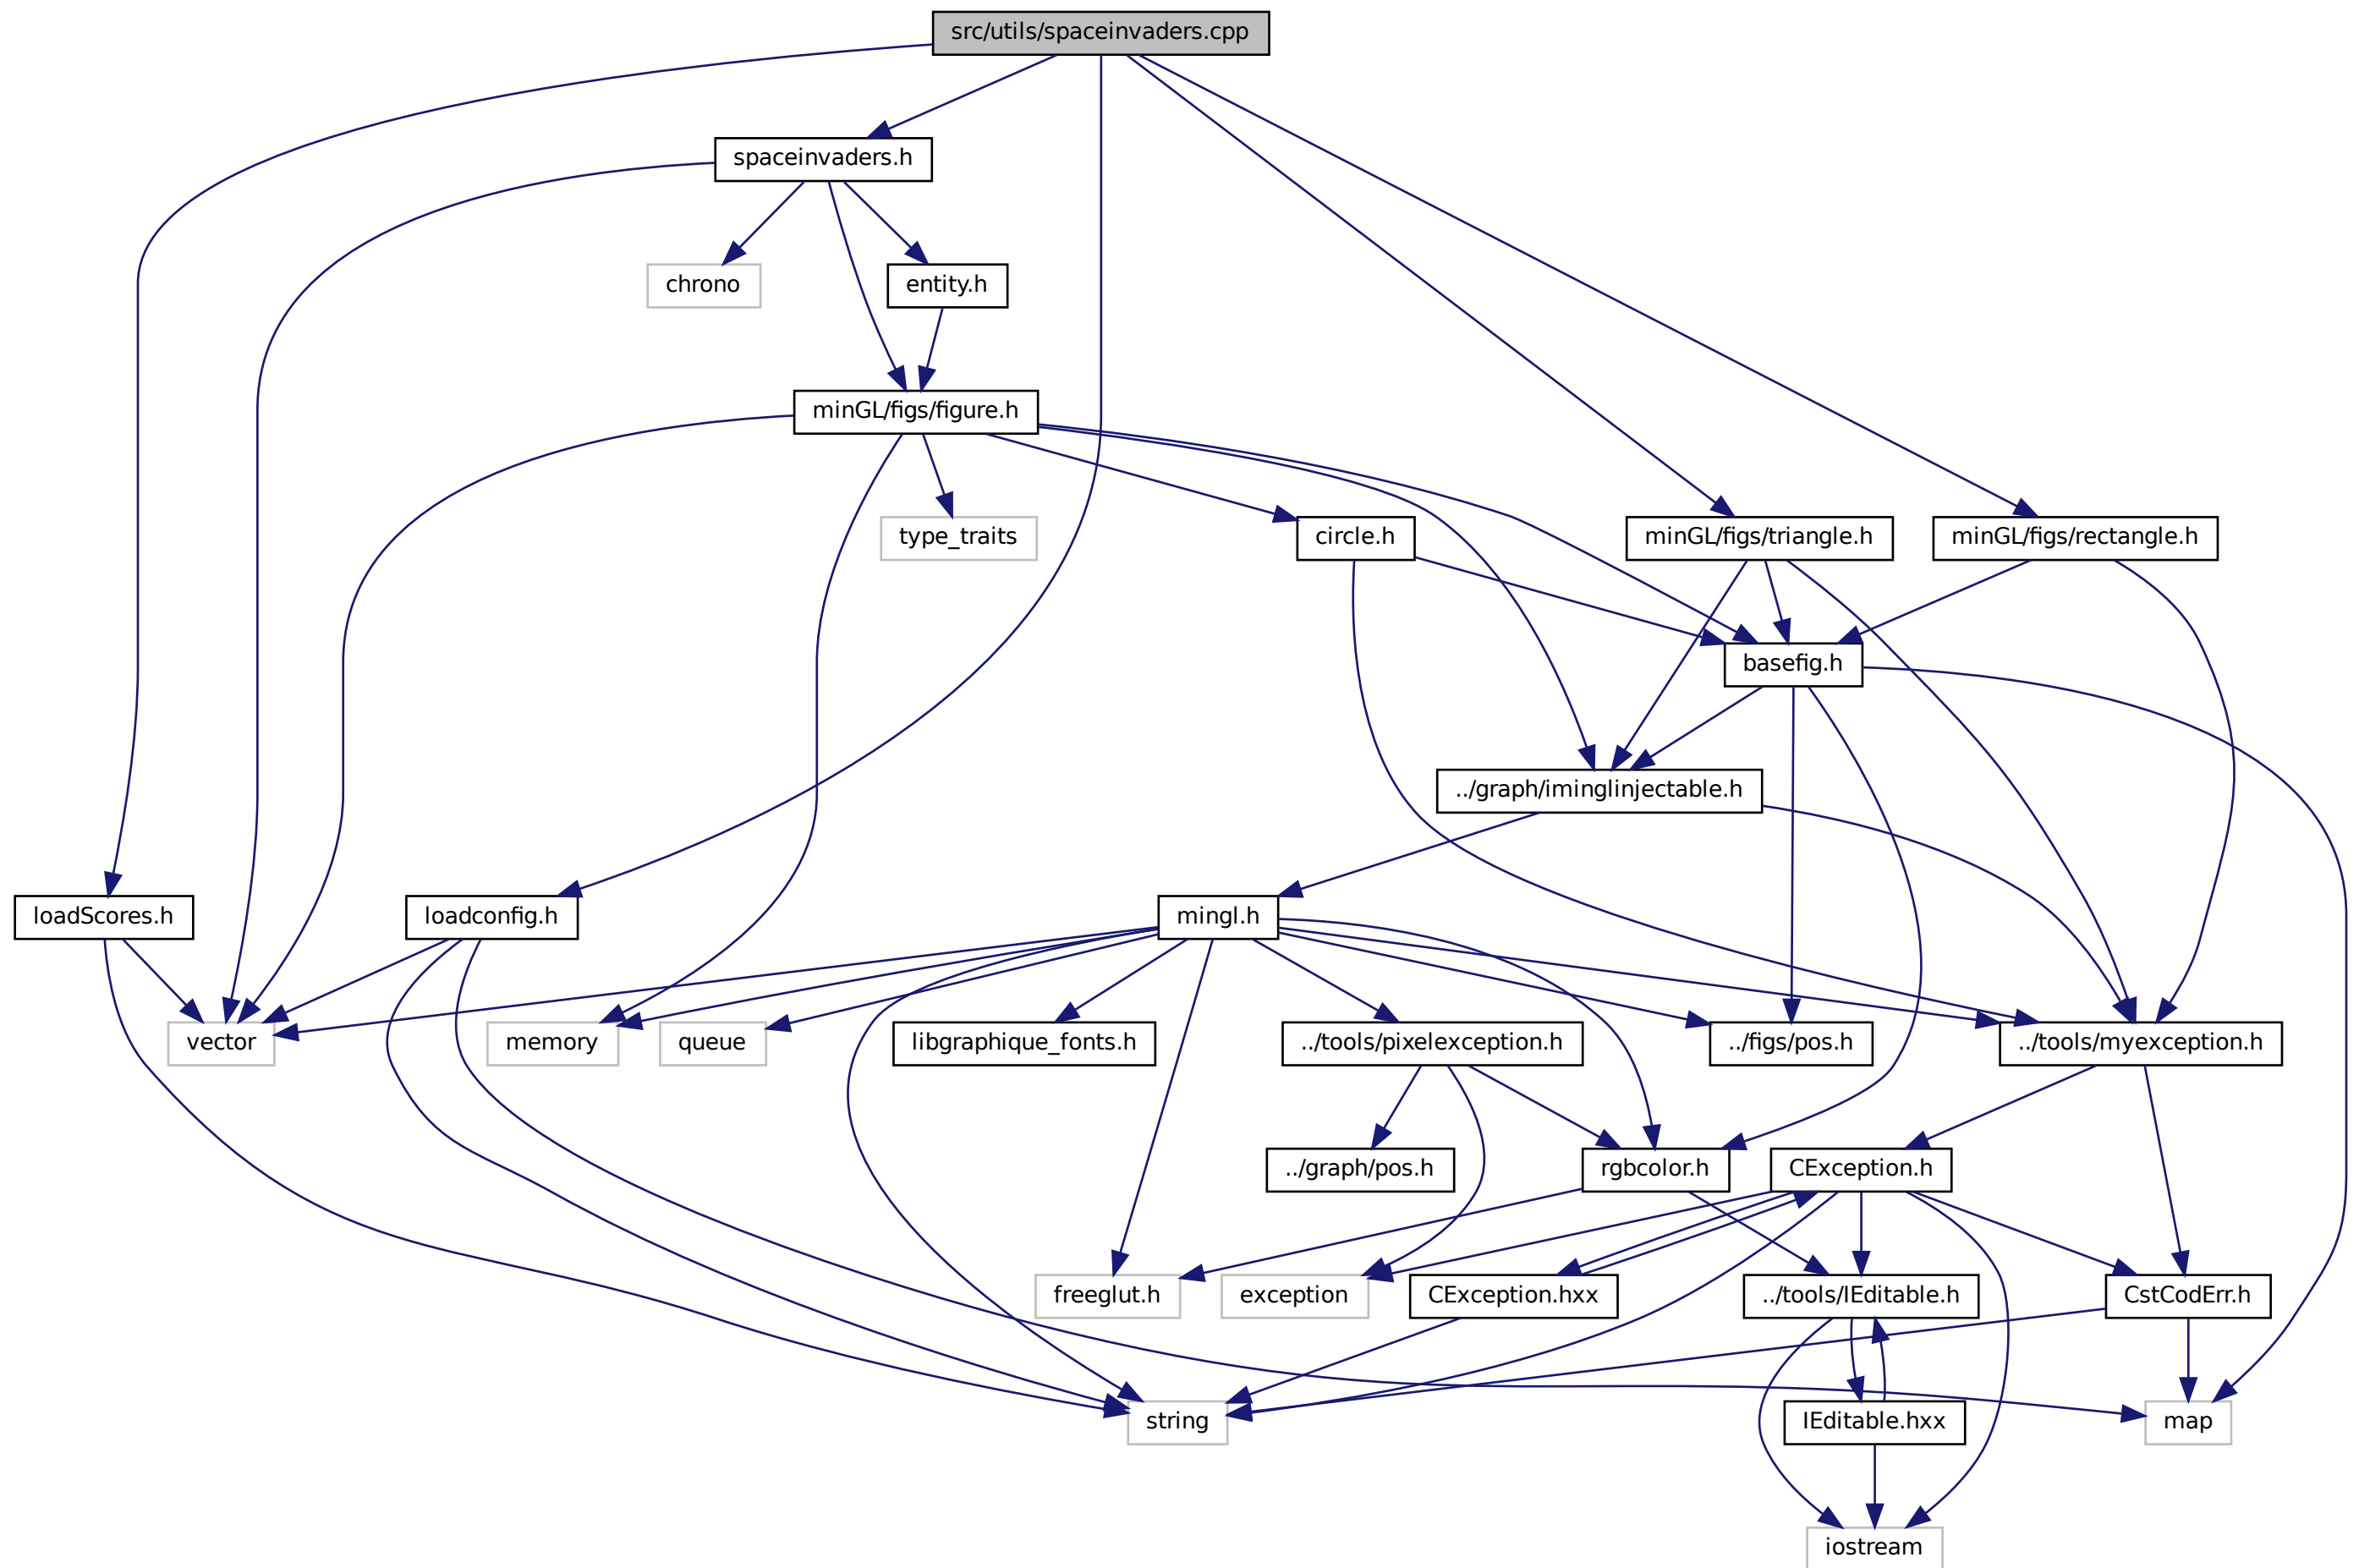 src/utils/spaceinvaders.cpp
spaceinvaders.h
chrono
entity.h
minGL/figs/figure.h
type_traits
circle.h
minGL/figs/triangle.h
minGL/figs/rectangle.h
basefig.h
../graph/iminglinjectable.h
loadScores.h
loadconfig.h
mingl.h
vector
memory
queue
libgraphique_fonts.h
../tools/pixelexception.h
../figs/pos.h
../tools/myexception.h
../graph/pos.h
rgbcolor.h
CException.h
freeglut.h
exception
CException.hxx
../tools/IEditable.h
CstCodErr.h
string
IEditable.hxx
map
iostream